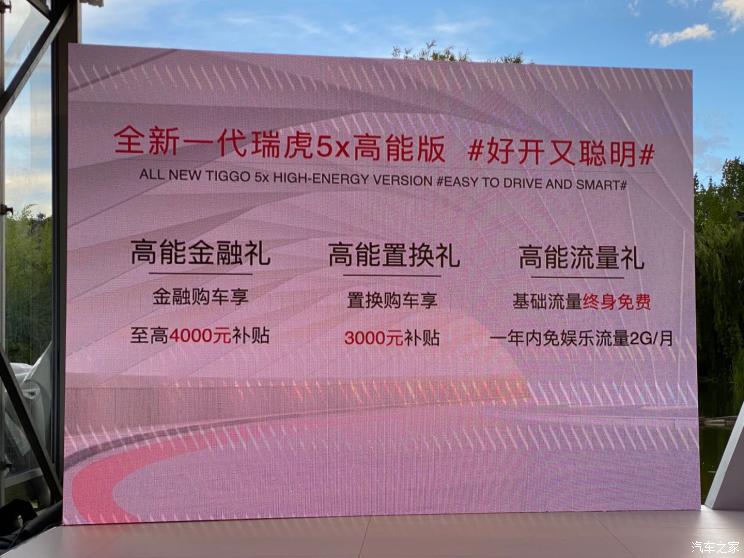 全新一代瑞虎5x高能版 #好开又聪明#
ALL NEW TIGGO 5x HIGH-ENERGY VERSION #EASY TO DRIVE AND SMART#
高能金融礼
金融购车享
至高4000元补贴
高能置换礼
置换购车享
3000元补贴
高能流量礼
基础流量终身免费
一年内免娱乐流量2G/月
汽车之家